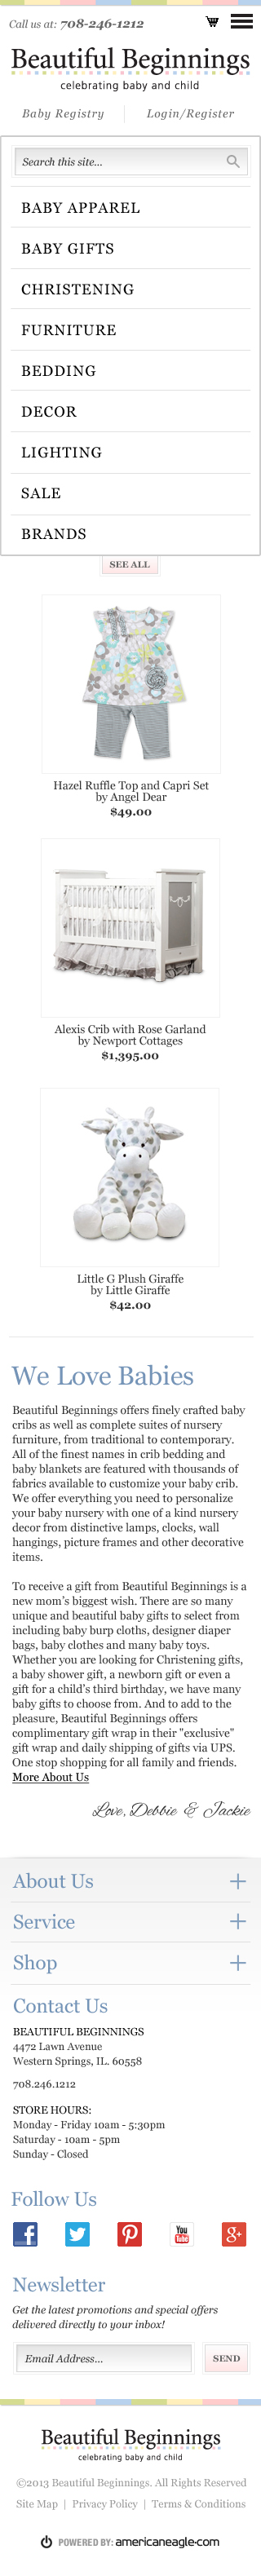 Call us at: 708-246-1212
Beautiful Beginnings
celebrating baby and child
Baby Registry
Login/Register
Search this site...
BABY APPAREL
BABY GIFTS
CHRISTENING
FURNITURE
BEDDING
DECOR
LIGHTING
SALE
BRANDS
SEE ALL
Hazel Ruffle Top and Capri Set
by Angel Dear
$49.00
Alexis Crib with Rose Garland
by Newport Cottages
$1,395.00
Little G Plush Giraffe
by Little Giraffe
$42.00
We Love Babies
Beautiful Beginnings offers finely crafted baby
cribs as well as complete suites of nursery
furniture, from traditional to contemporary.
All of the finest names in crib bedding and
baby blankets are featured with thousands of
fabrics available to customize your baby crib.
We offer everything you need to personalize
your baby nursery with one of a kind nursery
decor from distinctive lamps, clocks, wall
hangings, picture frames and other decorative
items.
To receive a gift from Beautiful Beginnings is a
new mom's biggest wish. There are so many
unique and beautiful baby gifts to select from
including baby burp cloths, designer diaper
bags, baby clothes and many baby toys.
Whether you are looking for Christening gifts,
a baby shower gift, a newborn gift or even a
gift for a child's third birthday, we have many
baby gifts to choose from. And to add to the
pleasure, Beautiful Beginnings offers
complimentary gift wrap in their "exclusive"
gift wrap and daily shipping of gifts via UPS.
One stop shopping for all family and friends.
More About Us
Love, Debbie & Jackie
About Us
Service
Shop
Contact Us
BEAUTIFUL BEGINNINGS
4472 Lawn Avenue
Western Springs, IL. 60558
708.246.1212
STORE HOURS:
Monday - Friday 10am - 5:30pm
Saturday - 10am - 5pm
Sunday - Closed
Follow Us
You Tube
Newsletter
Get the latest promotions and special offers
delivered directly to your inbox!
Email Address...
SEND
Beautiful Beginnings
celebrating baby and child
©2013 Beautiful Beginnings. All Rights Reserved
Site Map | Privacy Policy | Terms & Conditions
POWERED BY: americaneagle.com